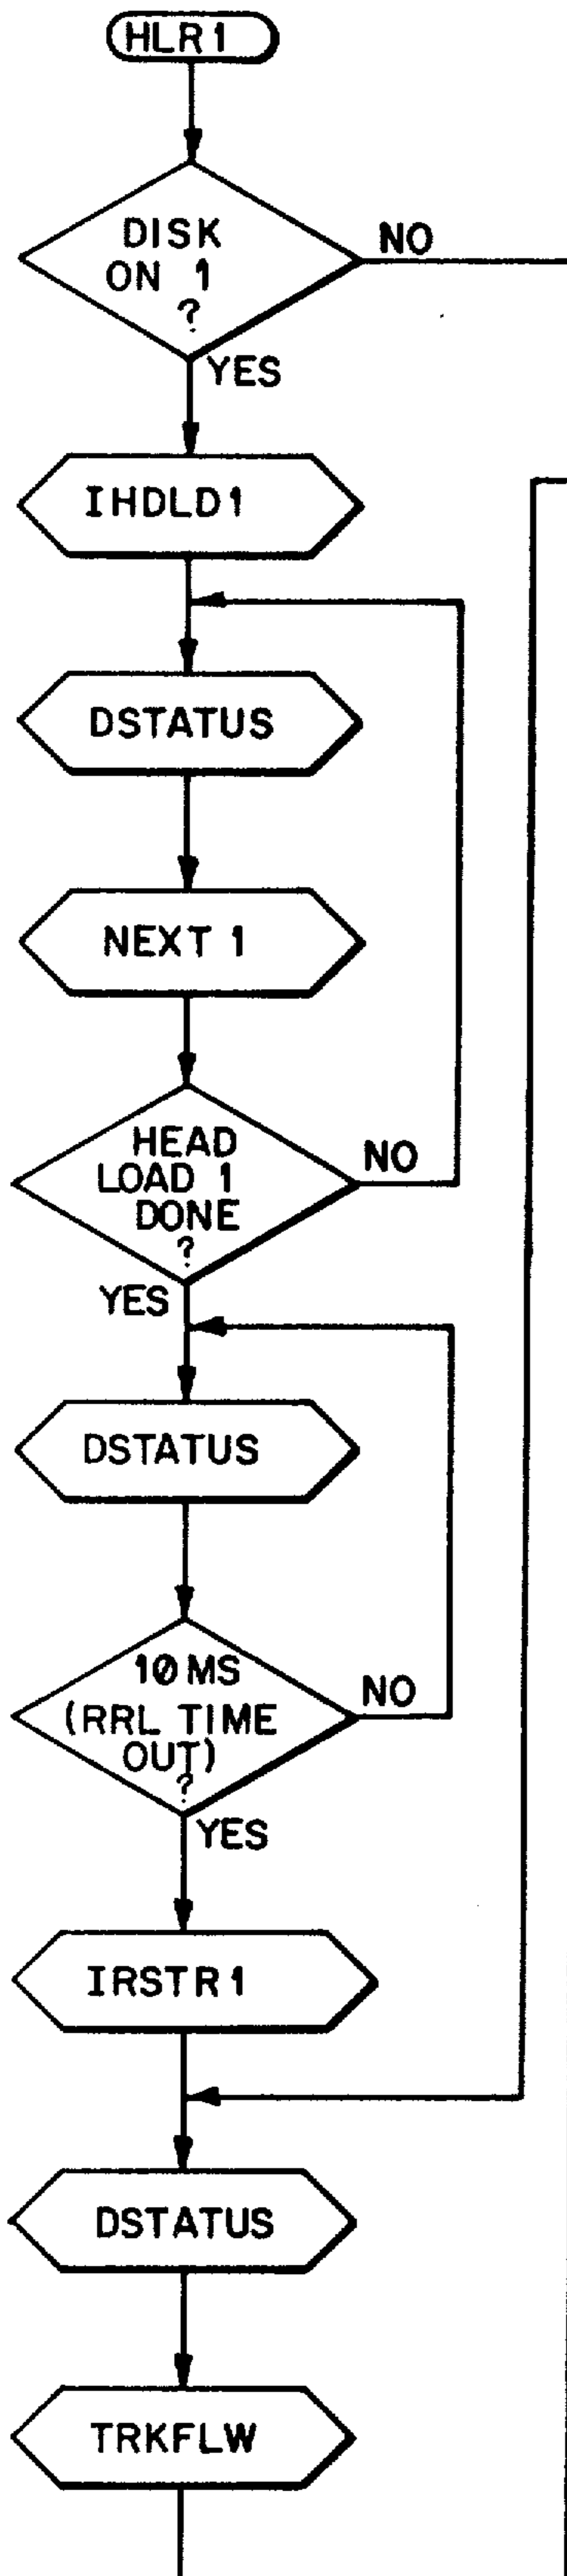 HLR1
DISK
ON 1
?
NO
YES
IHDLD1
DSTATUS
NEXT 1
HEAD
LOAD 1
DONE
?
NO
YES
DSTATUS
10 MS
(RRL TIME
OUT)
?
NO
YES
IRSTR1
DSTATUS
TRKFLW